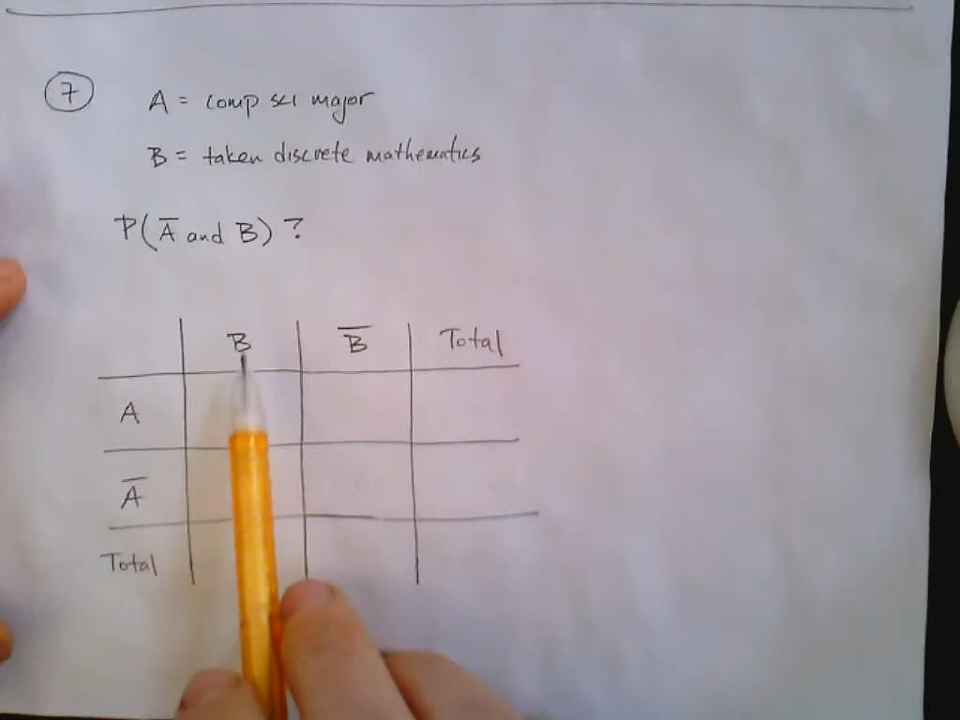 7 A = comp sci major
B = taken discrete mathematics
P(A̅ and B) ?
B B̅ Total
A
A̅
Total